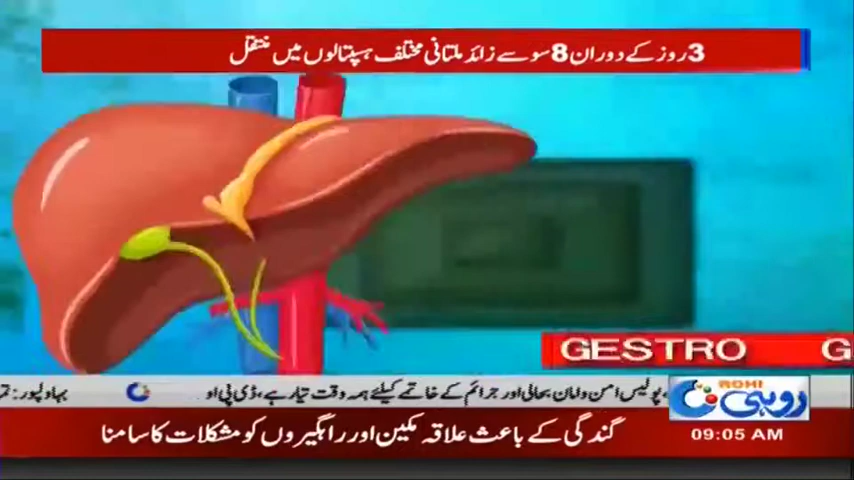 3 روز کے دوران 8 سو سے زائد ملتانی مختلف ہسپتالوں میں منتقل
GESTRO G
پولیس امن و امان بحالی اور جرائم کے خاتمے کیلئے ہمہ وقت تیار ہے، ڈی پی او
بہاولپور:
ROHI
روہی
گندگی کے باعث علاقہ مکین اور راہگیروں کو مشکلات کا سامنا
09:05 AM